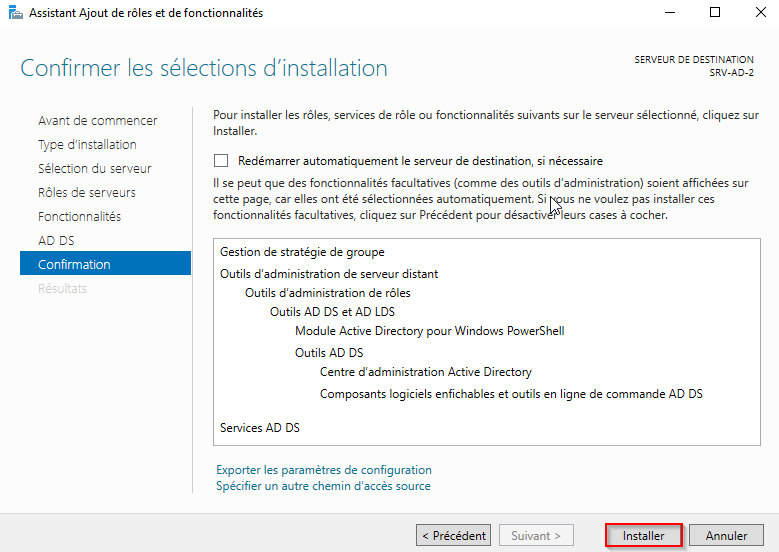 Assistant Ajout de rôles et de fonctionnalités
Confirmer les sélections d’installation
SERVEUR DE DESTINATION
SRV-AD-2
Avant de commencer
Type d'installation
Sélection du serveur
Rôles de serveurs
Fonctionnalités
AD DS
Confirmation
Résultats
Pour installer les rôles, services de rôle ou fonctionnalités suivants sur le serveur sélectionné, cliquez sur
Installer.
Redémarrer automatiquement le serveur de destination, si nécessaire
Il se peut que des fonctionnalités facultatives (comme des outils d’administration) soient affichées sur
cette page, car elles ont été sélectionnées automatiquement. Si vous ne voulez pas installer ces
fonctionnalités facultatives, cliquez sur Précédent pour désactiver leurs cases à cocher.
Gestion de stratégie de groupe
Outils d’administration de serveur distant
Outils d’administration de rôles
Outils AD DS et AD LDS
Module Active Directory pour Windows PowerShell
Outils AD DS
Centre d’administration Active Directory
Composants logiciels enfichables et outils en ligne de commande AD DS
Services AD DS
Exporter les paramètres de configuration
Spécifier un autre chemin d’accès source
< Précédent
Suivant >
Installer
Annuler